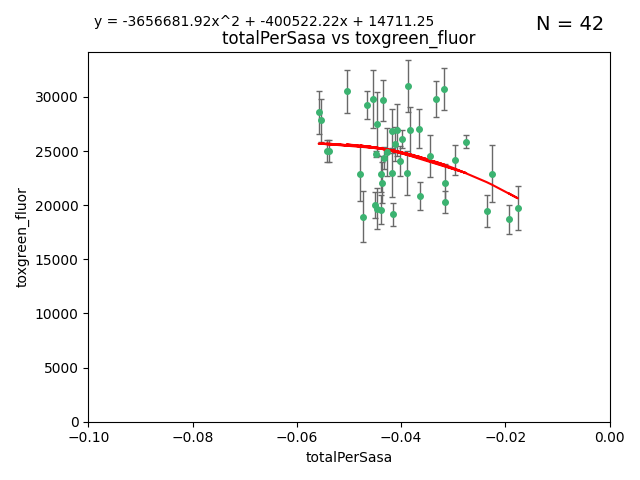 y = -3656681.92x^2 + -400522.22x + 14711.25
N = 42
totalPerSasa vs toxgreen_fluor
30000
25000
20000
15000
10000
5000
0
toxgreen_fluor
−0.10 −0.08 −0.06 −0.04 −0.02 0.00
totalPerSasa